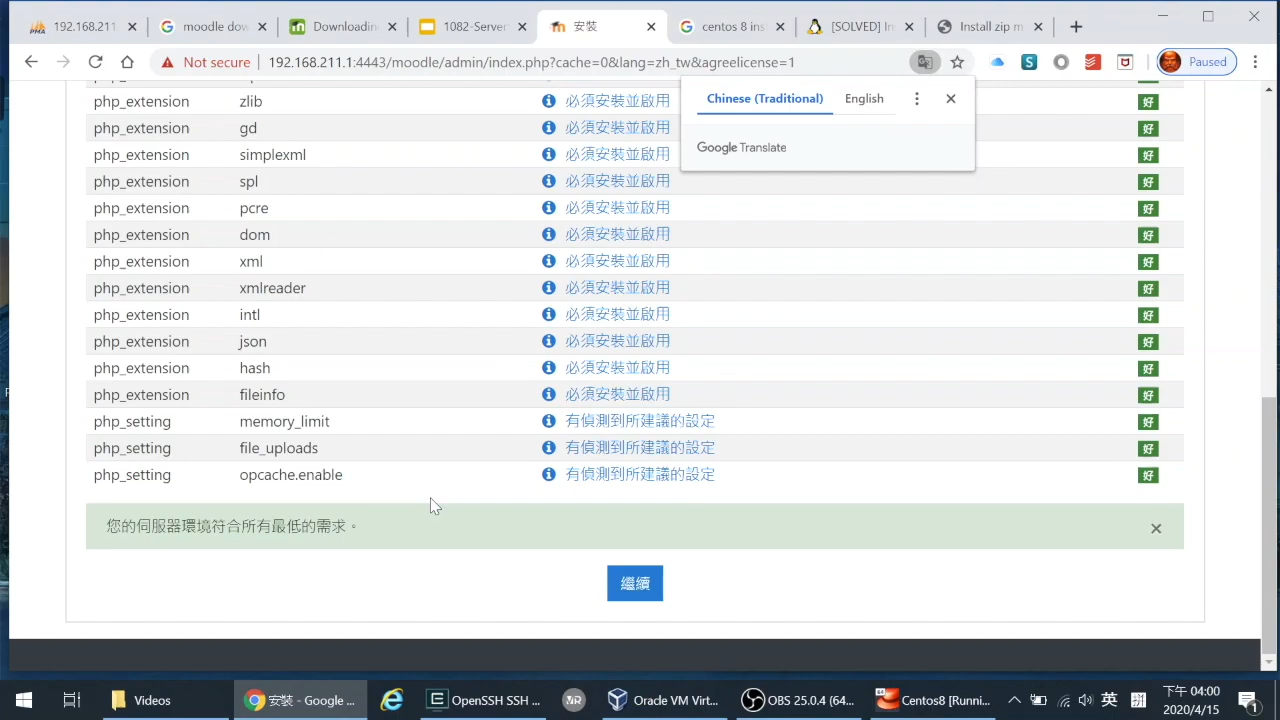 192.168.211
moodle dow
Downloadin
1082-Server
安裝
centos 8 ins
[SOLVED] In
Install zip m
Not secure
192.168.211.1:4443/moodle/admin/index.php?cache=0&lang=zh_tw&agreelicense=1
Paused
Chinese (Traditional) English
Google Translate
php_extension zlib 必須安裝並啟用 好
php_extension gd 必須安裝並啟用 好
php_extension simplexml 必須安裝並啟用 好
php_extension spl 必須安裝並啟用 好
php_extension pcre 必須安裝並啟用 好
php_extension dom 必須安裝並啟用 好
php_extension xml 必須安裝並啟用 好
php_extension xmlreader 必須安裝並啟用 好
php_extension intl 必須安裝並啟用 好
php_extension json 必須安裝並啟用 好
php_extension hash 必須安裝並啟用 好
php_extension fileinfo 必須安裝並啟用 好
php_setting memory_limit 有偵測到所建議的設定 好
php_setting file_uploads 有偵測到所建議的設定 好
php_setting opcache.enable 有偵測到所建議的設定 好
您的伺服器環境符合所有最低的需求。
繼續
Videos
安裝 - Google ...
OpenSSH SSH ...
Oracle VM Virt...
OBS 25.0.4 (64...
Centos8 [Runni...
英
下午 04:00
2020/4/15